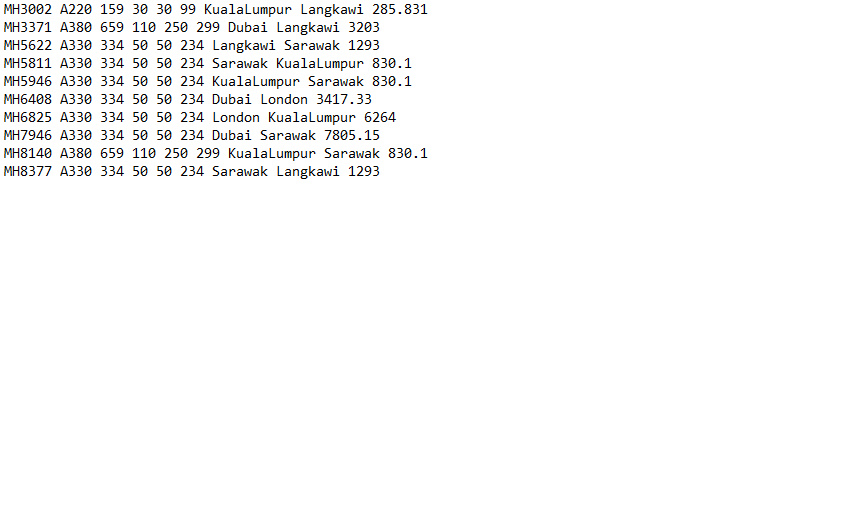 MH3002 A220 159 30 30 99 KualaLumpur Langkawi 285.831
MH3371 A380 659 110 250 299 Dubai Langkawi 3203
MH5622 A330 334 50 50 234 Langkawi Sarawak 1293
MH5811 A330 334 50 50 234 Sarawak KualaLumpur 830.1
MH5946 A330 334 50 50 234 KualaLumpur Sarawak 830.1
MH6408 A330 334 50 50 234 Dubai London 3417.33
MH6825 A330 334 50 50 234 London KualaLumpur 6264
MH7946 A330 334 50 50 234 Dubai Sarawak 7805.15
MH8140 A380 659 110 250 299 KualaLumpur Sarawak 830.1
MH8377 A330 334 50 50 234 Sarawak Langkawi 1293